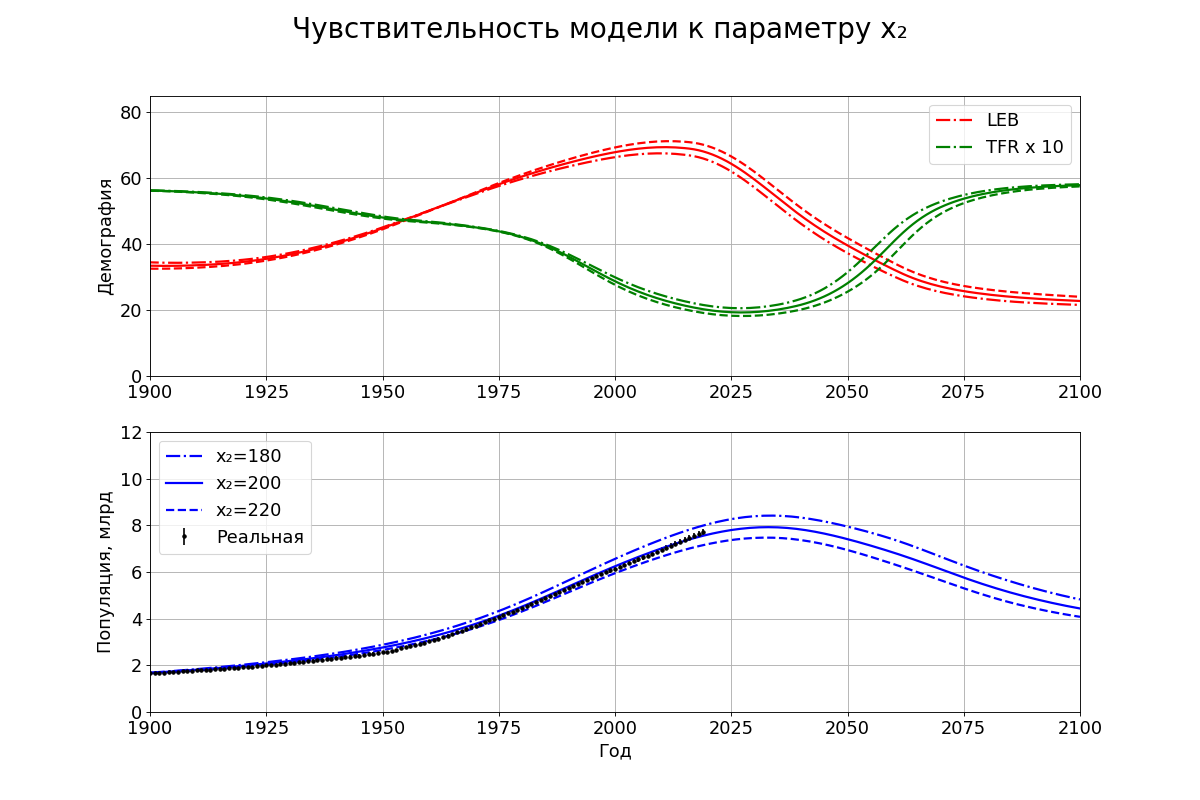 Чувствительность модели к параметру x₂
80
60
40
20
0
Демография
LEB
TFR x 10
1900 1925 1950 1975 2000 2025 2050 2075 2100
12
10
8
6
4
2
0
Популяция, млрд
x₂=180
x₂=200
x₂=220
Реальная
1900 1925 1950 1975 2000 2025 2050 2075 2100
Год